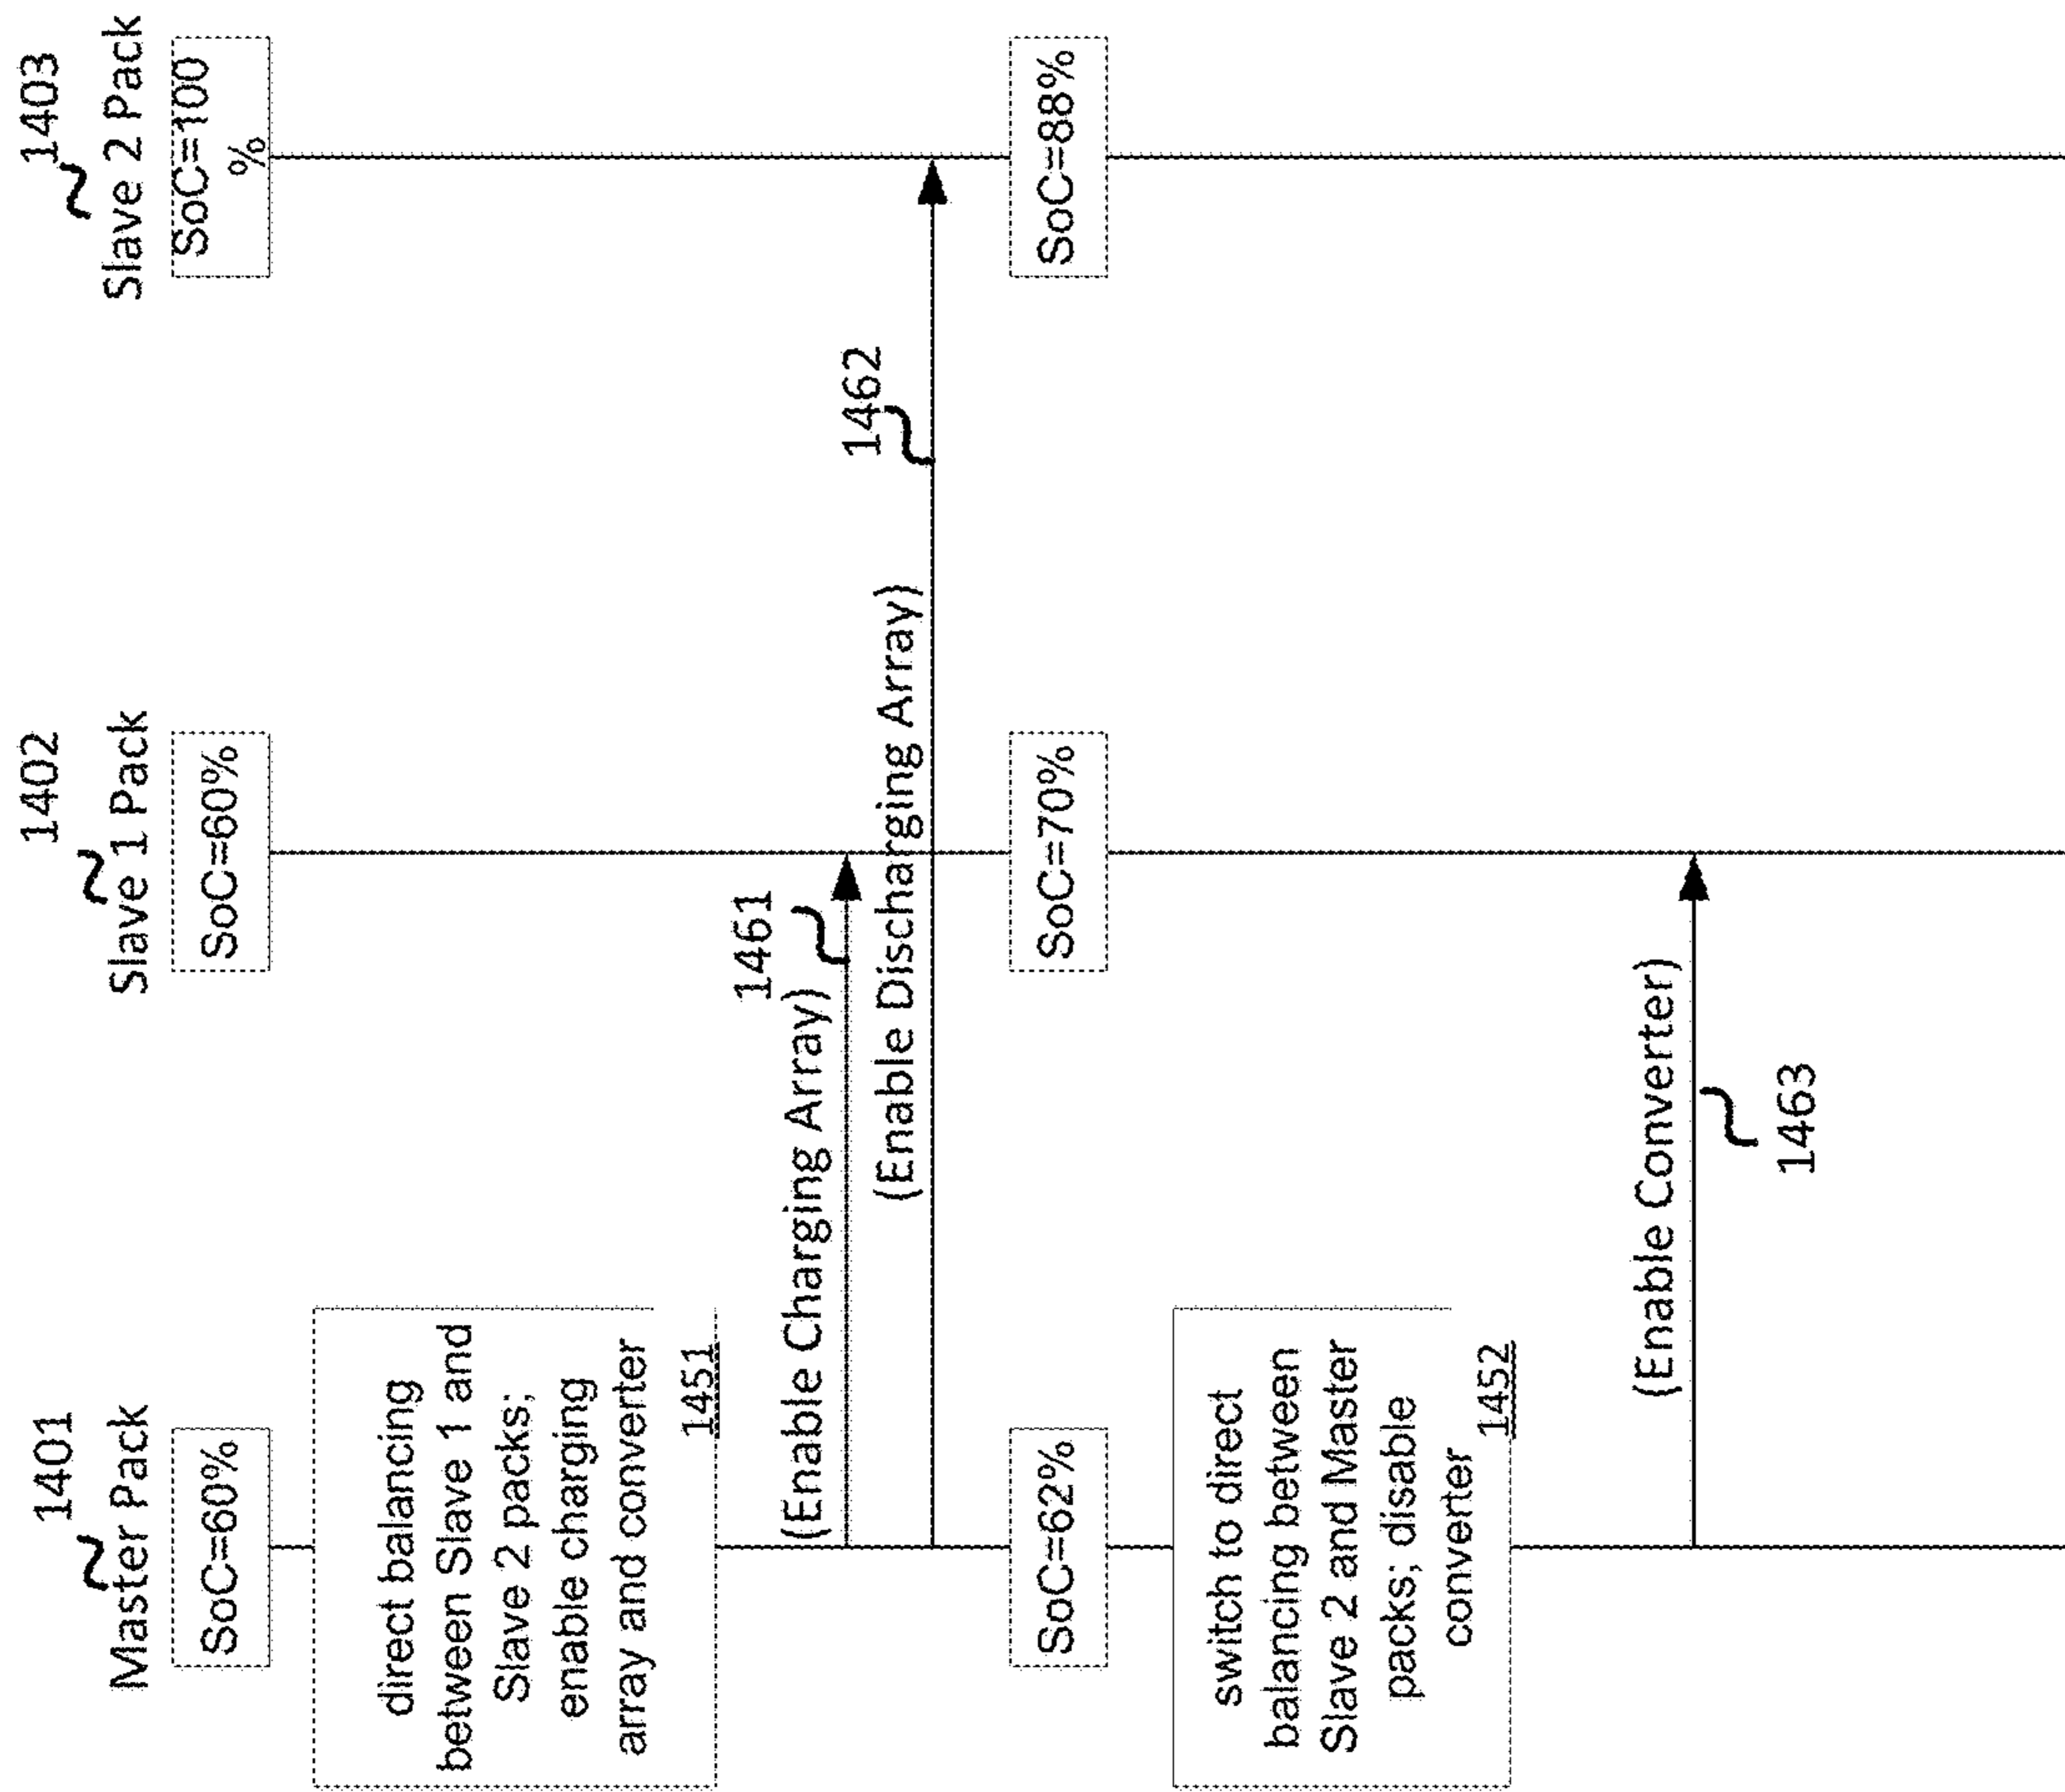 1401
Master Pack
1402
Slave 1 Pack
1403
Slave 2 Pack
SoC=60%
SoC=60%
SoC=100
%
direct balancing
between Slave 1 and
Slave 2 packs;
enable charging
array and converter
1451
1461
(Enable Charging Array)
1462
(Enable Discharging Array)
SoC=62%
SoC=70%
SoC=88%
switch to direct
balancing between
Slave 2 and Master
packs; disable
converter
1452
(Enable Converter)
1463